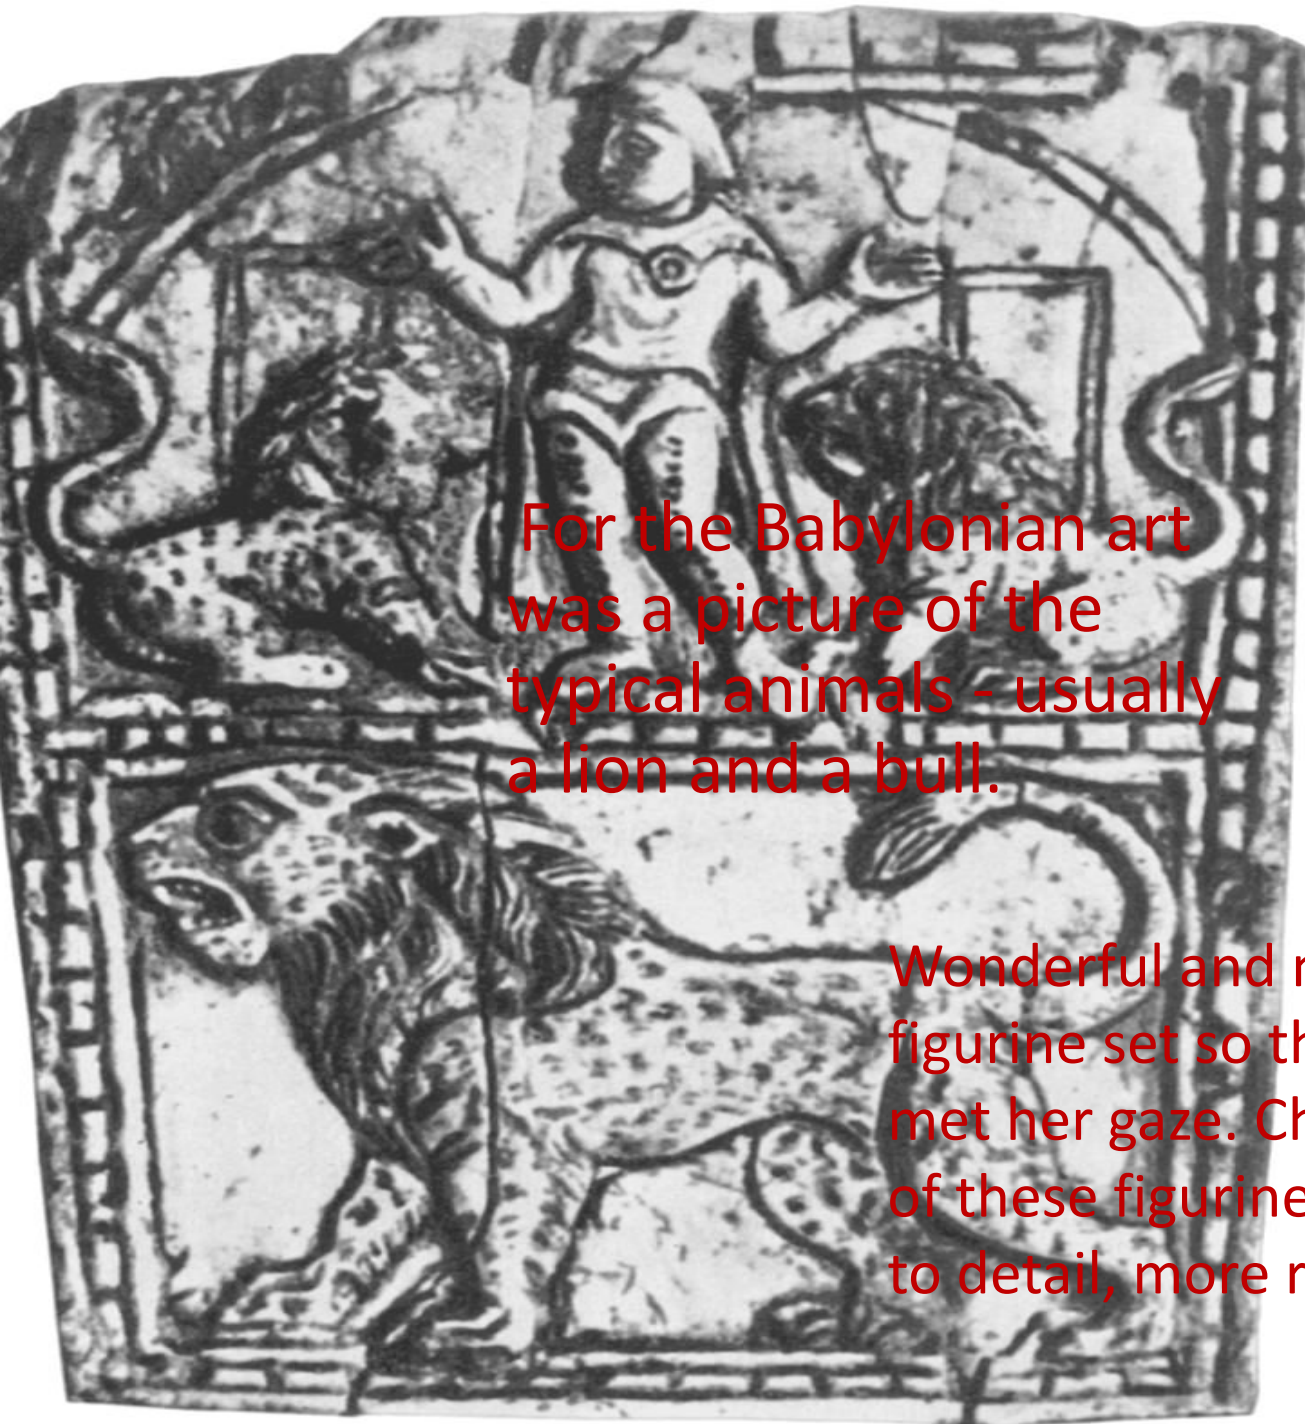 For the Babylonian art
was a picture of the
typical animals - usually
a lion and a bull.
Wonderful and
figurine set so
met her gaze.
of these
to detail, more